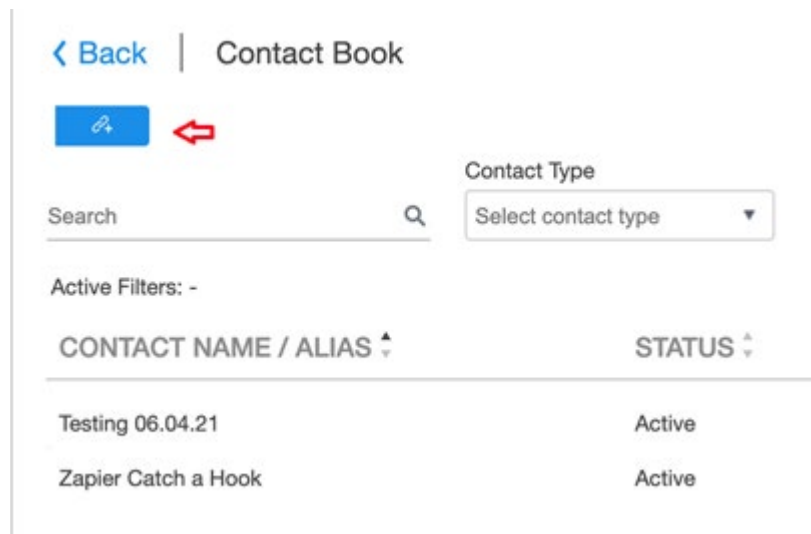 Back | Contact Book
Contact Type
Search
Select contact type
Active Filters: -
CONTACT NAME / ALIAS
STATUS
Testing 06.04.21
Active
Zapier Catch a Hook
Active